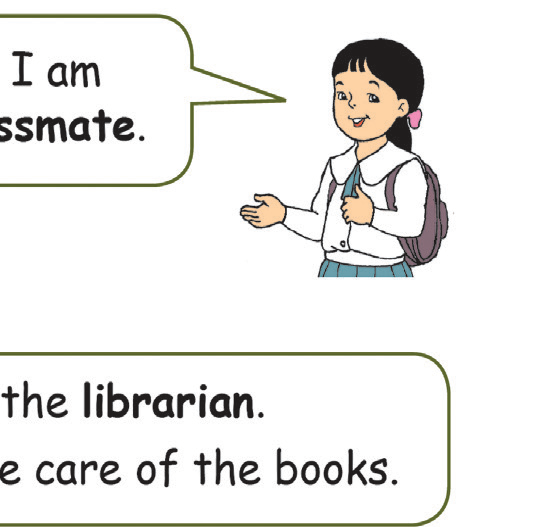 I am
ssmate.
the librarian.
e care of the books.